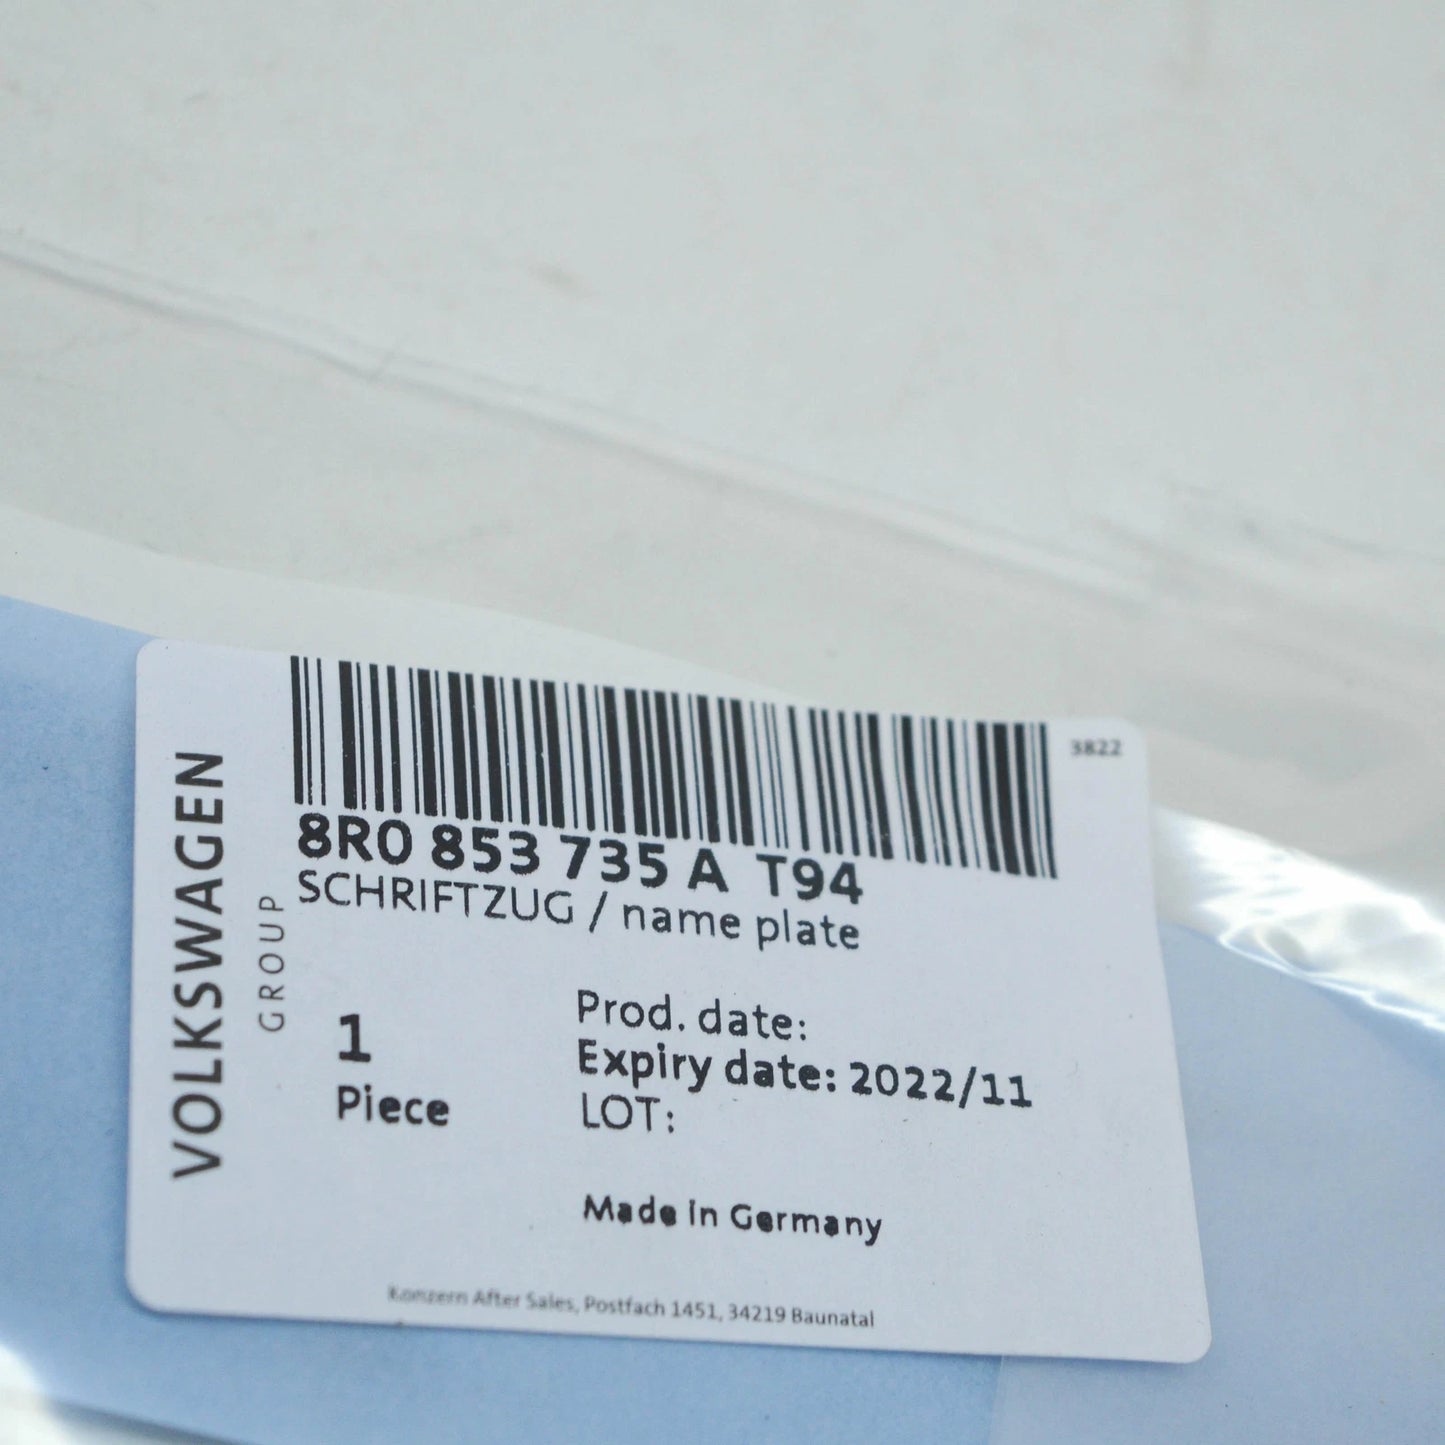 VOLKSWAGEN
GROUP
3822
8R0 853 735 A T94
SCHRIFTZUG / name plate
1
Piece
Prod. date:
Expiry date: 2022/11
LOT:
Made in Germany
Konzern After Sales, Postfach 1451, 34219 Baunatal